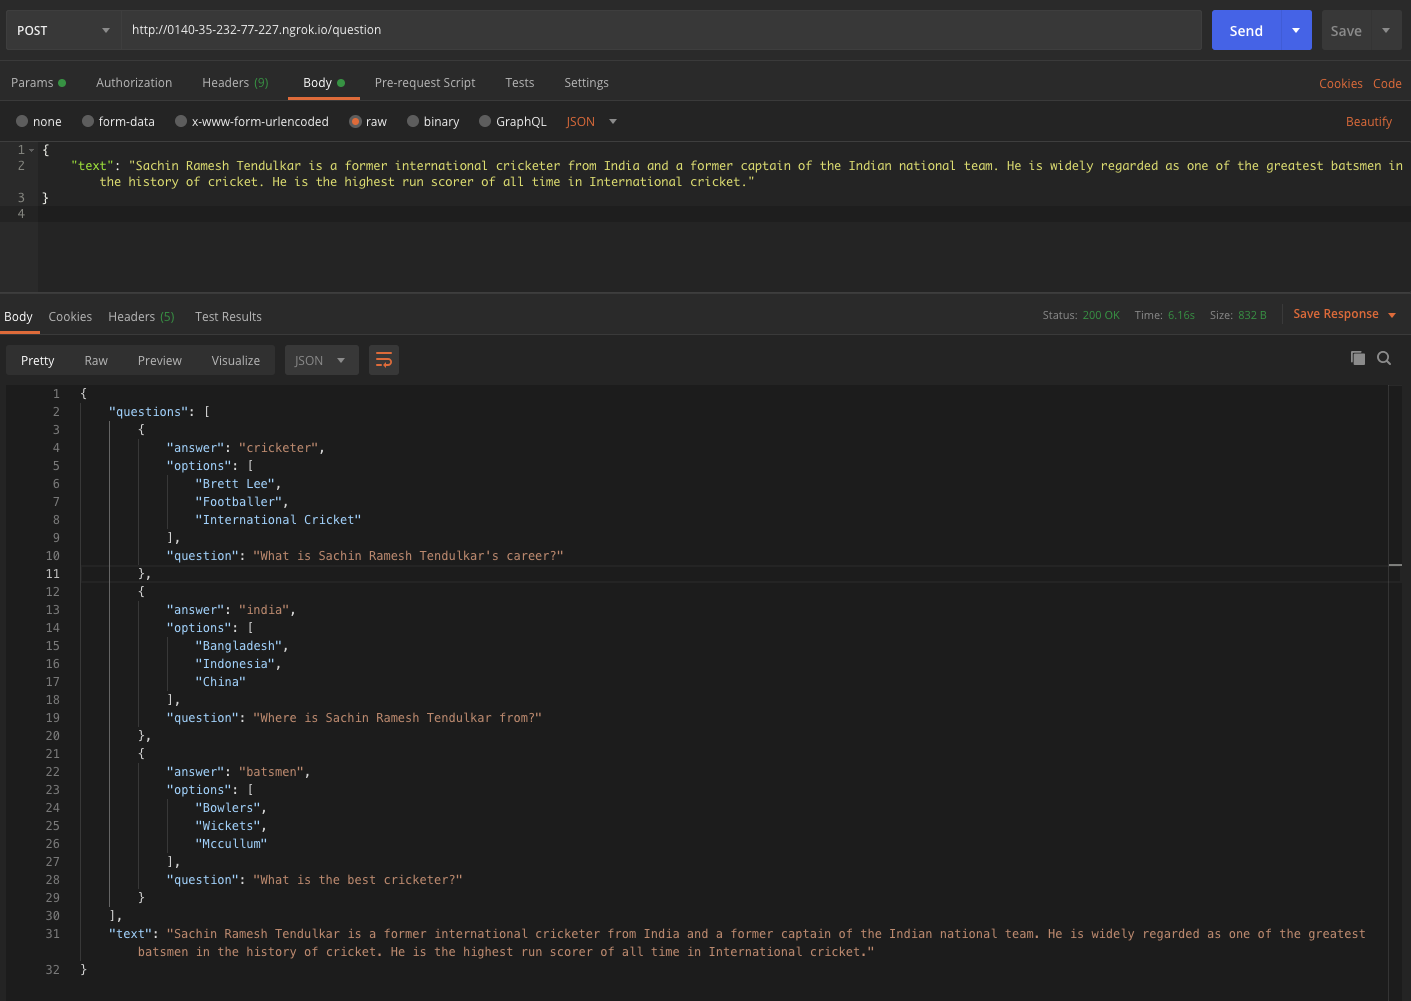 POST http://0140-35-232-77-227.ngrok.io/question Send Save
Params Authorization Headers (9) Body Pre-request Script Tests Settings Cookies Code
none form-data x-www-form-urlencoded raw binary GraphQL JSON Beautify
1 {
2 "text": "Sachin Ramesh Tendulkar is a former international cricketer from India and a former captain of the Indian national team. He is widely regarded as one of the greatest batsmen in
the history of cricket. He is the highest run scorer of all time in International cricket."
3 }
4
Body Cookies Headers (5) Test Results Status: 200 OK Time: 6.16s Size: 832 B Save Response
Pretty Raw Preview Visualize JSON
1 {
2 "questions": [
3 {
4 "answer": "cricketer",
5 "options": [
6 "Brett Lee",
7 "Footballer",
8 "International Cricket"
9 ],
10 "question": "What is Sachin Ramesh Tendulkar's career?"
11 },
12 {
13 "answer": "india",
14 "options": [
15 "Bangladesh",
16 "Indonesia",
17 "China"
18 ],
19 "question": "Where is Sachin Ramesh Tendulkar from?"
20 },
21 {
22 "answer": "batsmen",
23 "options": [
24 "Bowlers",
25 "Wickets",
26 "Mccullum"
27 ],
28 "question": "What is the best cricketer?"
29 }
30 ],
31 "text": "Sachin Ramesh Tendulkar is a former international cricketer from India and a former captain of the Indian national team. He is widely regarded as one of the greatest
batsmen in the history of cricket. He is the highest run scorer of all time in International cricket."
32 }